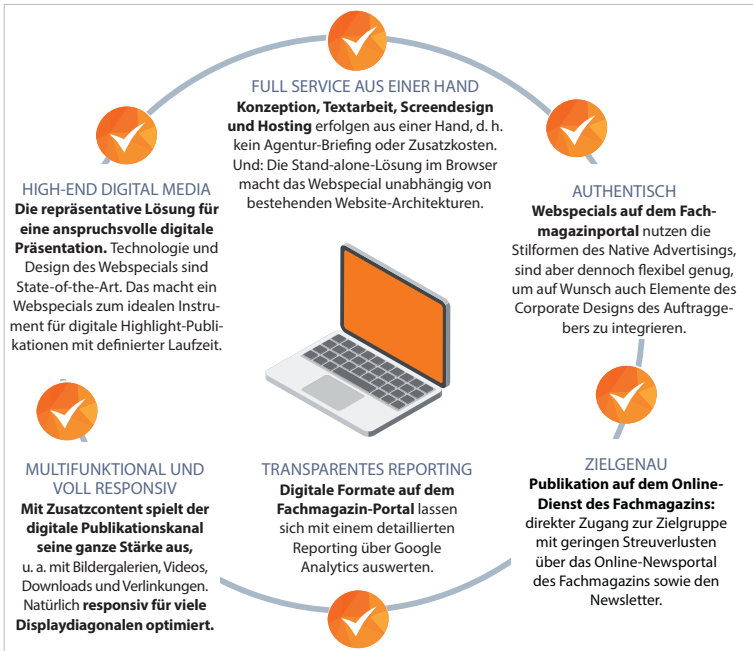 FULL SERVICE AUS EINER HAND
Konzeption, Textarbeit, Screendesign
und Hosting erfolgen aus einer Hand, d. h.
kein Agentur-Briefing oder Zusatzkosten.
Und: Die Stand-alone-Lösung im Browser
macht das Webspecial unabhängig von
bestehenden Website-Architekturen.
HIGH-END DIGITAL MEDIA
Die repräsentative Lösung für
eine anspruchsvolle digitale
Präsentation. Technologie und
Design des Webspecials sind
State-of-the-Art. Das macht ein
Webspecials zum idealen Instru-
ment für digitale Highlight-Publi-
kationen mit definierter Laufzeit.
AUTHENTISCH
Webspecials auf dem Fach-
magazinportal nutzen die
Stilformen des Native Advertisings,
sind aber dennoch flexibel genug,
um auf Wunsch auch Elemente des
Corporate Designs des Auftragge-
bers zu integrieren.
MULTIFUNKTIONAL UND
VOLL RESPONSIV
Mit Zusatzcontent spielt der
digitale Publikationskanal
seine ganze Stärke aus,
u. a. mit Bildergalerien, Videos,
Downloads und Verlinkungen.
Natürlich responsiv für viele
Displaydiagonalen optimiert.
TRANSPARENTES REPORTING
Digitale Formate auf dem
Fachmagazin-Portal lassen
sich mit einem detaillierten
Reporting über Google
Analytics auswerten.
ZIELGENAU
Publikation auf dem Online-
Dienst des Fachmagazins:
direkter Zugang zur Zielgruppe
mit geringen Streuverlusten
über das Online-Newsportal
des Fachmagazins sowie den
Newsletter.